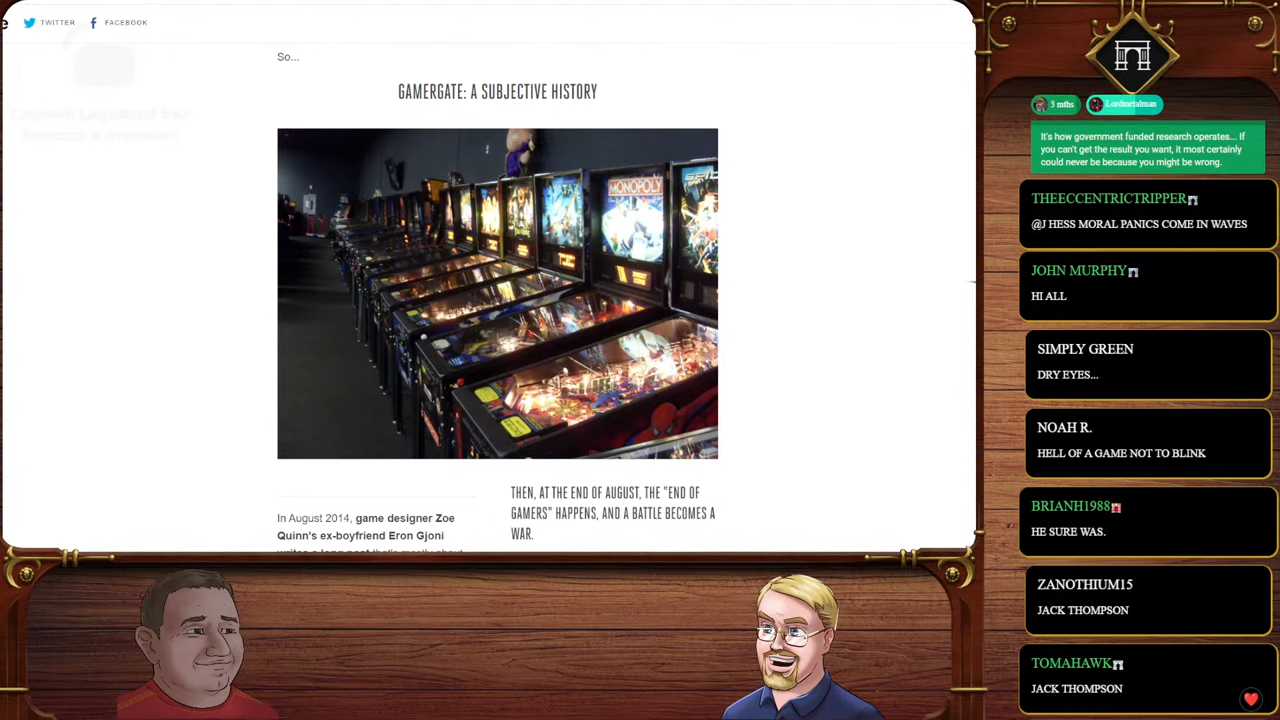 TWITTER
FACEBOOK
So...
GAMERGATE: A SUBJECTIVE HISTORY
MONOPOLY
THEN, AT THE END OF AUGUST, THE "END OF
GAMERS" HAPPENS, AND A BATTLE BECOMES A
WAR.
In August 2014, game designer Zoe
Quinn's ex-boyfriend Eron Gjoni
3 mths
Lordmetalman
It's how government funded research operates... If
you can't get the result you want, it most certainly
could never be because you might be wrong.
THEECCENTRICTRIPPER
@J HESS MORAL PANICS COME IN WAVES
JOHN MURPHY
HI ALL
SIMPLY GREEN
DRY EYES...
NOAH R.
HELL OF A GAME NOT TO BLINK
BRIANH1988
HE SURE WAS.
ZANOTHIUM15
JACK THOMPSON
TOMAHAWK
JACK THOMPSON